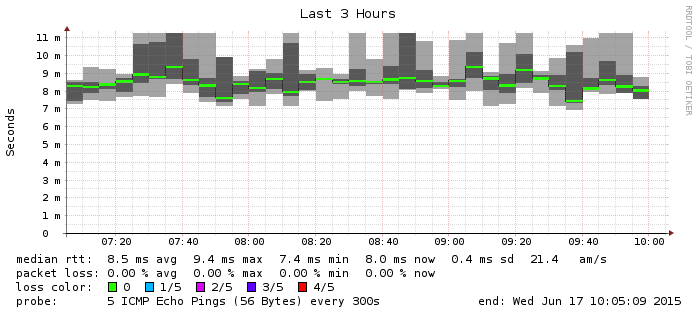 Last 3 Hours
RRDTOOL / TOBI OETIKER
Seconds
11 m
10 m
9 m
8 m
7 m
6 m
5 m
4 m
3 m
2 m
1 m
0
07:20 07:40 08:00 08:20 08:40 09:00 09:20 09:40 10:00
median rtt: 8.5 ms avg 9.4 ms max 7.4 ms min 8.0 ms now 0.4 ms sd 21.4 am/s
packet loss: 0.00 % avg 0.00 % max 0.00 % min 0.00 % now
loss color: 0 1/5 2/5 3/5 4/5
probe: 5 ICMP Echo Pings (56 Bytes) every 300s end: Wed Jun 17 10:05:09 2015